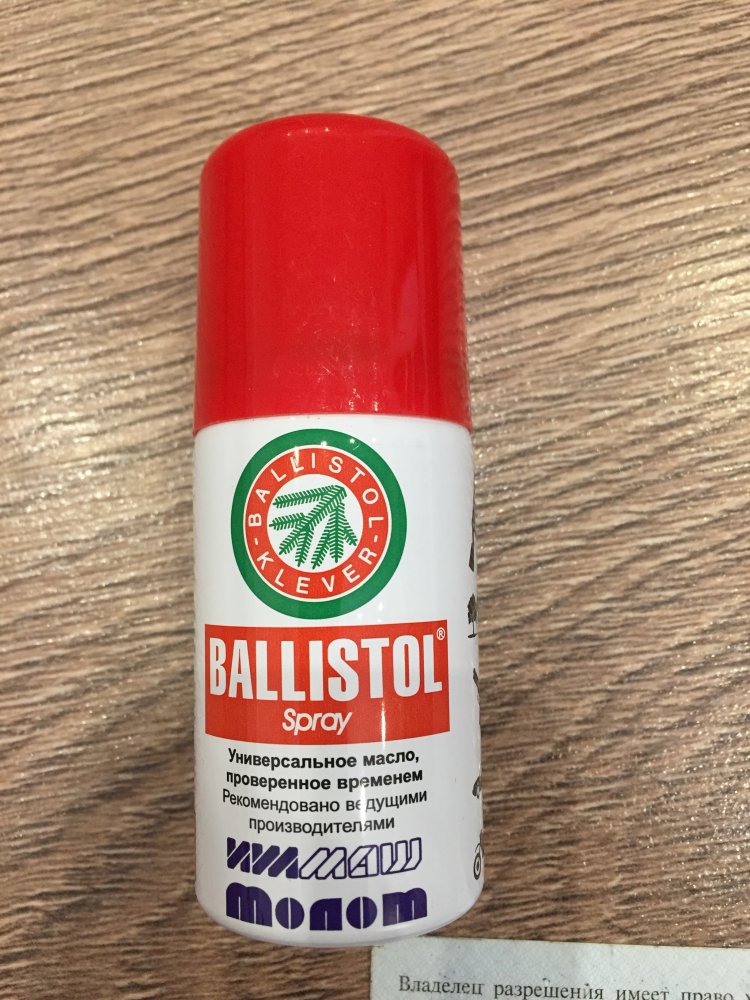 BALLISTOL
- KLEVER -
BALLISTOL®
Spray
Универсальное масло,
проверенное временем
Рекомендовано ведущими
производителями
ИЖМАШ
МОЛОТ
Владелец разрешения имеет право